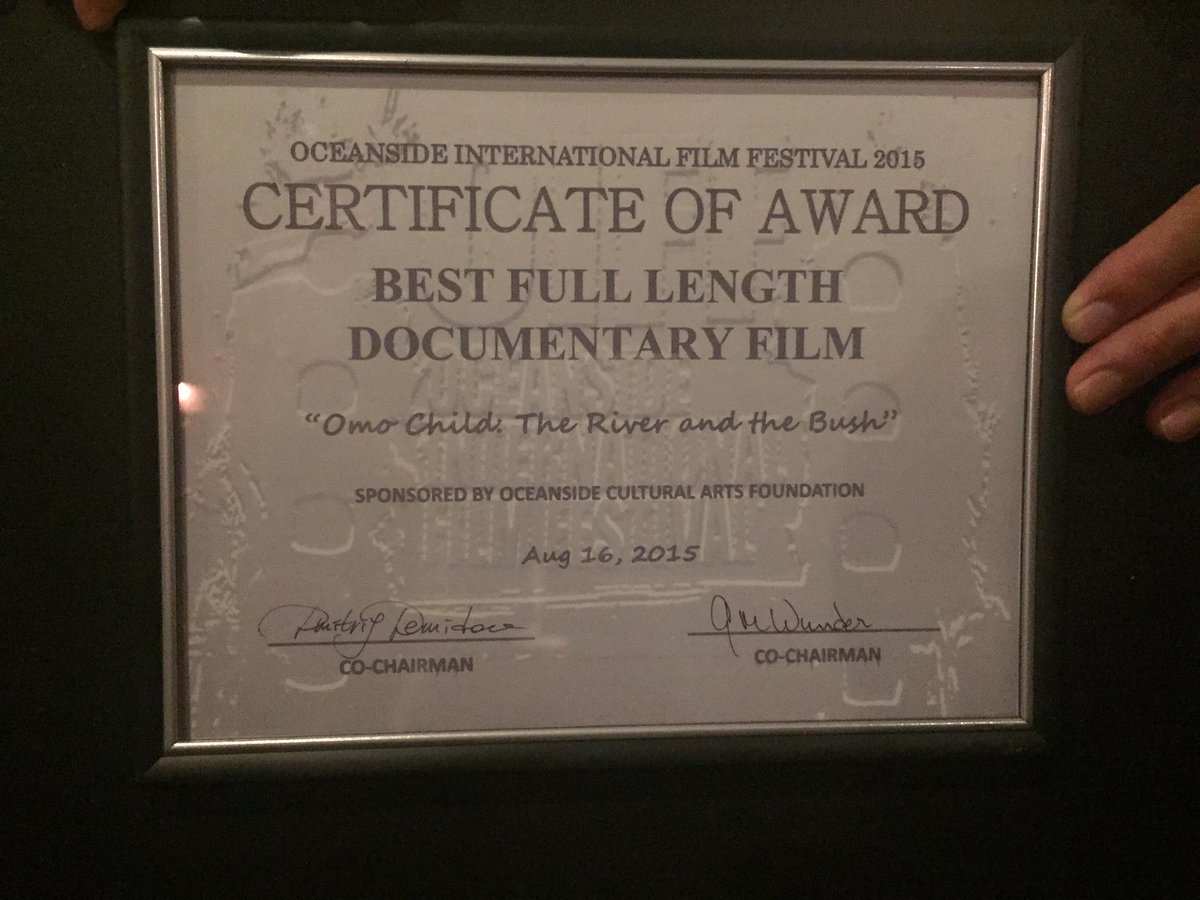 OCEANSIDE INTERNATIONAL FILM FESTIVAL 2015
CERTIFICATE OF AWARD
BEST FULL LENGTH
DOCUMENTARY FILM
“Omo Child: The River and the Bush”
SPONSORED BY OCEANSIDE CULTURAL ARTS FOUNDATION
Aug 16, 2015
CO-CHAIRMAN
CO-CHAIRMAN